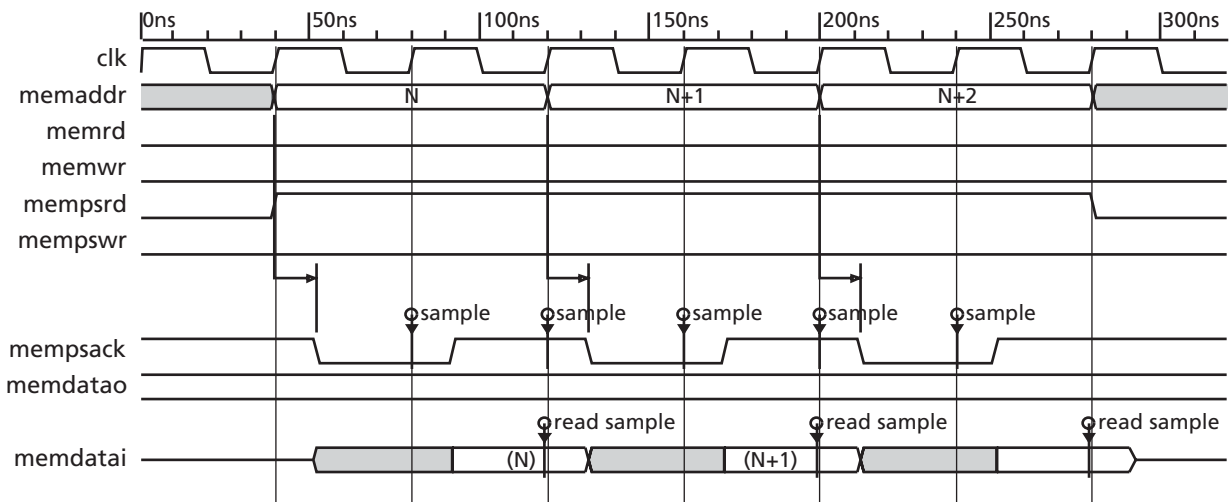 0ns 50ns 100ns 150ns 200ns 250ns 300ns
clk
memaddr N N+1 N+2
memrd
memwr
mempsrd
mempswr
sample sample sample sample sample
mempsack
memdatao
read sample read sample read sample
memdatai (N) (N+1)